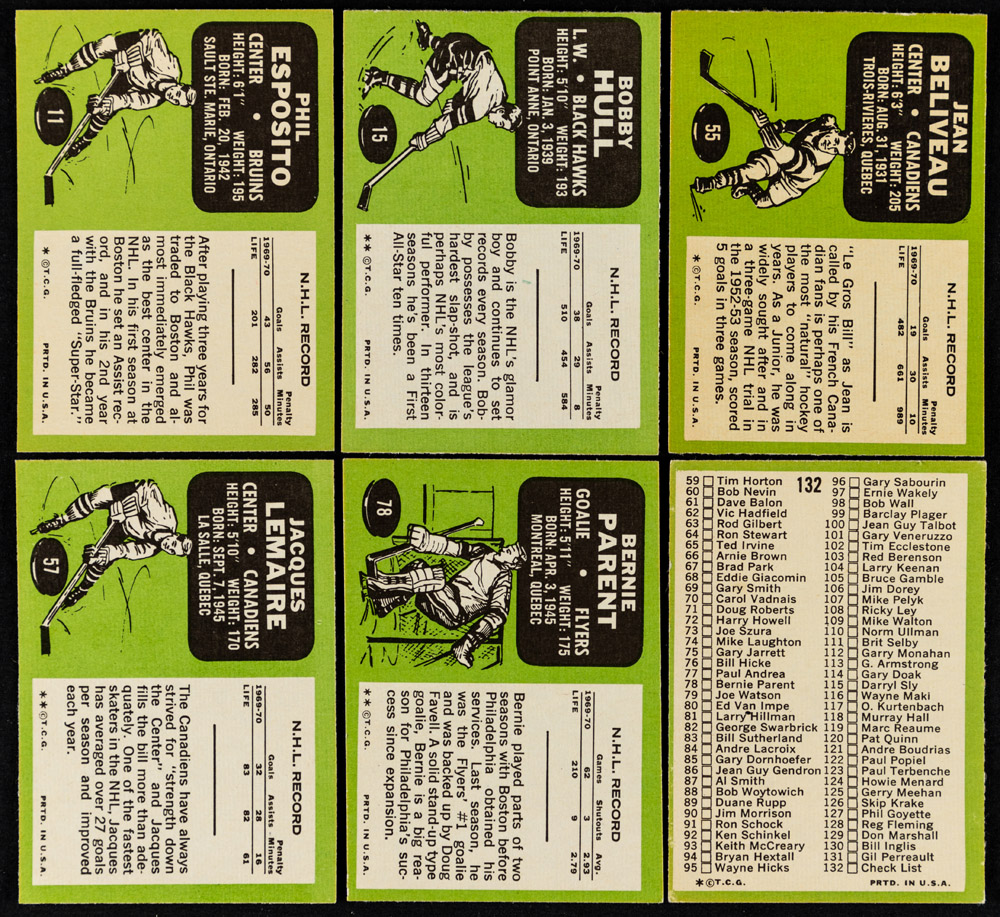 PHIL
ESPOSITO
CENTER • BRUINS
HEIGHT: 6'1" WEIGHT: 195
BORN: FEB. 20, 1942
SAULT STE. MARIE, ONTARIO
11
N.H.L. RECORD
Goals Assists Penalty Minutes
1969-70 43 56 50
LIFE 201 282 285
After playing three years for
the Black Hawks, Phil was
traded to Boston and al-
most immediately emerged
as the best center in the
NHL. In his first season at
Boston he set an Assist rec-
ord, and in his 2nd year
with the Bruins he became
a full-fledged "Super-Star."
* ©T.C.G. PRTD. IN U.S.A.
BOBBY
HULL
L.W. • BLACK HAWKS
HEIGHT: 5'10" WEIGHT: 193
BORN: JAN. 3, 1939
POINT ANNE, ONTARIO
15
N.H.L. RECORD
Goals Assists Penalty Minutes
1969-70 38 29 8
LIFE 510 454 584
Bobby is the NHL's glamor
boy and continues to set
records every season. Bob-
by possesses the league's
hardest slap-shot, and is
perhaps NHL's most color-
ful performer. In thirteen
seasons he's been a First
All-Star ten times.
** ©T.C.G. PRTD. IN U.S.A.
JEAN
BELIVEAU
CENTER • CANADIENS
HEIGHT: 6'3" WEIGHT: 205
BORN: AUG. 31, 1931
TROIS-RIVIERES, QUEBEC
55
N.H.L. RECORD
Goals Assists Penalty Minutes
1969-70 19 30 10
LIFE 482 661 989
"Le Gros Bill" as Jean is
called by his French Cana-
dian fans is perhaps one of
the most "natural" hockey
players to come along in
years. As a Junior, he was
widely sought after and in
a three-game NHL trial in
the 1952-53 season, scored
5 goals in three games.
* ©T.C.G. PRTD. IN U.S.A.
JACQUES
LEMAIRE
CENTER • CANADIENS
HEIGHT: 5'10" WEIGHT: 170
BORN: SEPT. 7, 1945
LA SALLE, QUEBEC
57
N.H.L. RECORD
Goals Assists Penalty Minutes
1969-70 32 28 16
LIFE 83 82 61
The Canadiens have always
strived for "strength down
the Center" and Jacques
fills the bill more than ade-
quately. One of the fastest
skaters in the NHL, Jacques
has averaged over 27 goals
per season and improved
each year.
** ©T.C.G. PRTD. IN U.S.A.
BERNIE
PARENT
GOALIE • FLYERS
HEIGHT: 5'11" WEIGHT: 175
BORN: APR. 3, 1945
MONTREAL, QUEBEC
78
N.H.L. RECORD
Games Shutouts Avg.
1969-70 62 3 2.93
LIFE 210 9 2.79
Bernie played parts of two
seasons with Boston before
Philadelphia obtained his
services. Last season, he
was the Flyers' #1 goalie
and was backed up by Doug
Favell. A solid stand-up type
goalie, Bernie is a big rea-
son for Philadelphia's suc-
cess since expansion.
** ©T.C.G. PRTD. IN U.S.A.
132
59 Tim Horton
60 Bob Nevin
61 Dave Balon
62 Vic Hadfield
63 Rod Gilbert
64 Ron Stewart
65 Ted Irvine
66 Arnie Brown
67 Brad Park
68 Eddie Giacomin
69 Gary Smith
70 Carol Vadnais
71 Doug Roberts
72 Harry Howell
73 Joe Szura
74 Mike Laughton
75 Gary Jarrett
76 Bill Hicke
77 Paul Andrea
78 Bernie Parent
79 Joe Watson
80 Ed Van Impe
81 Larry Hillman
82 George Swarbrick
83 Bill Sutherland
84 Andre Lacroix
85 Gary Dornhoefer
86 Jean Guy Gendron
87 Al Smith
88 Bob Woytowich
89 Duane Rupp
90 Jim Morrison
91 Ron Schock
92 Ken Schinkel
93 Keith McCreary
94 Bryan Hextall
95 Wayne Hicks
96 Gary Sabourin
97 Ernie Wakely
98 Bob Wall
99 Barclay Plager
100 Jean Guy Talbot
101 Gary Veneruzzo
102 Tim Ecclestone
103 Red Berenson
104 Larry Keenan
105 Bruce Gamble
106 Jim Dorey
107 Mike Pelyk
108 Ricky Ley
109 Mike Walton
110 Norm Ullman
111 Brit Selby
112 Garry Monahan
113 G. Armstrong
114 Gary Doak
115 Darryl Sly
116 Wayne Maki
117 O. Kurtenbach
118 Murray Hall
119 Marc Reaume
120 Pat Quinn
121 Andre Boudrias
122 Paul Popiel
123 Paul Terbenche
124 Howie Menard
125 Gerry Meehan
126 Skip Krake
127 Phil Goyette
128 Reg Fleming
129 Don Marshall
130 Bill Inglis
131 Gil Perreault
132 Check List
* ©T.C.G. PRTD. IN U.S.A.